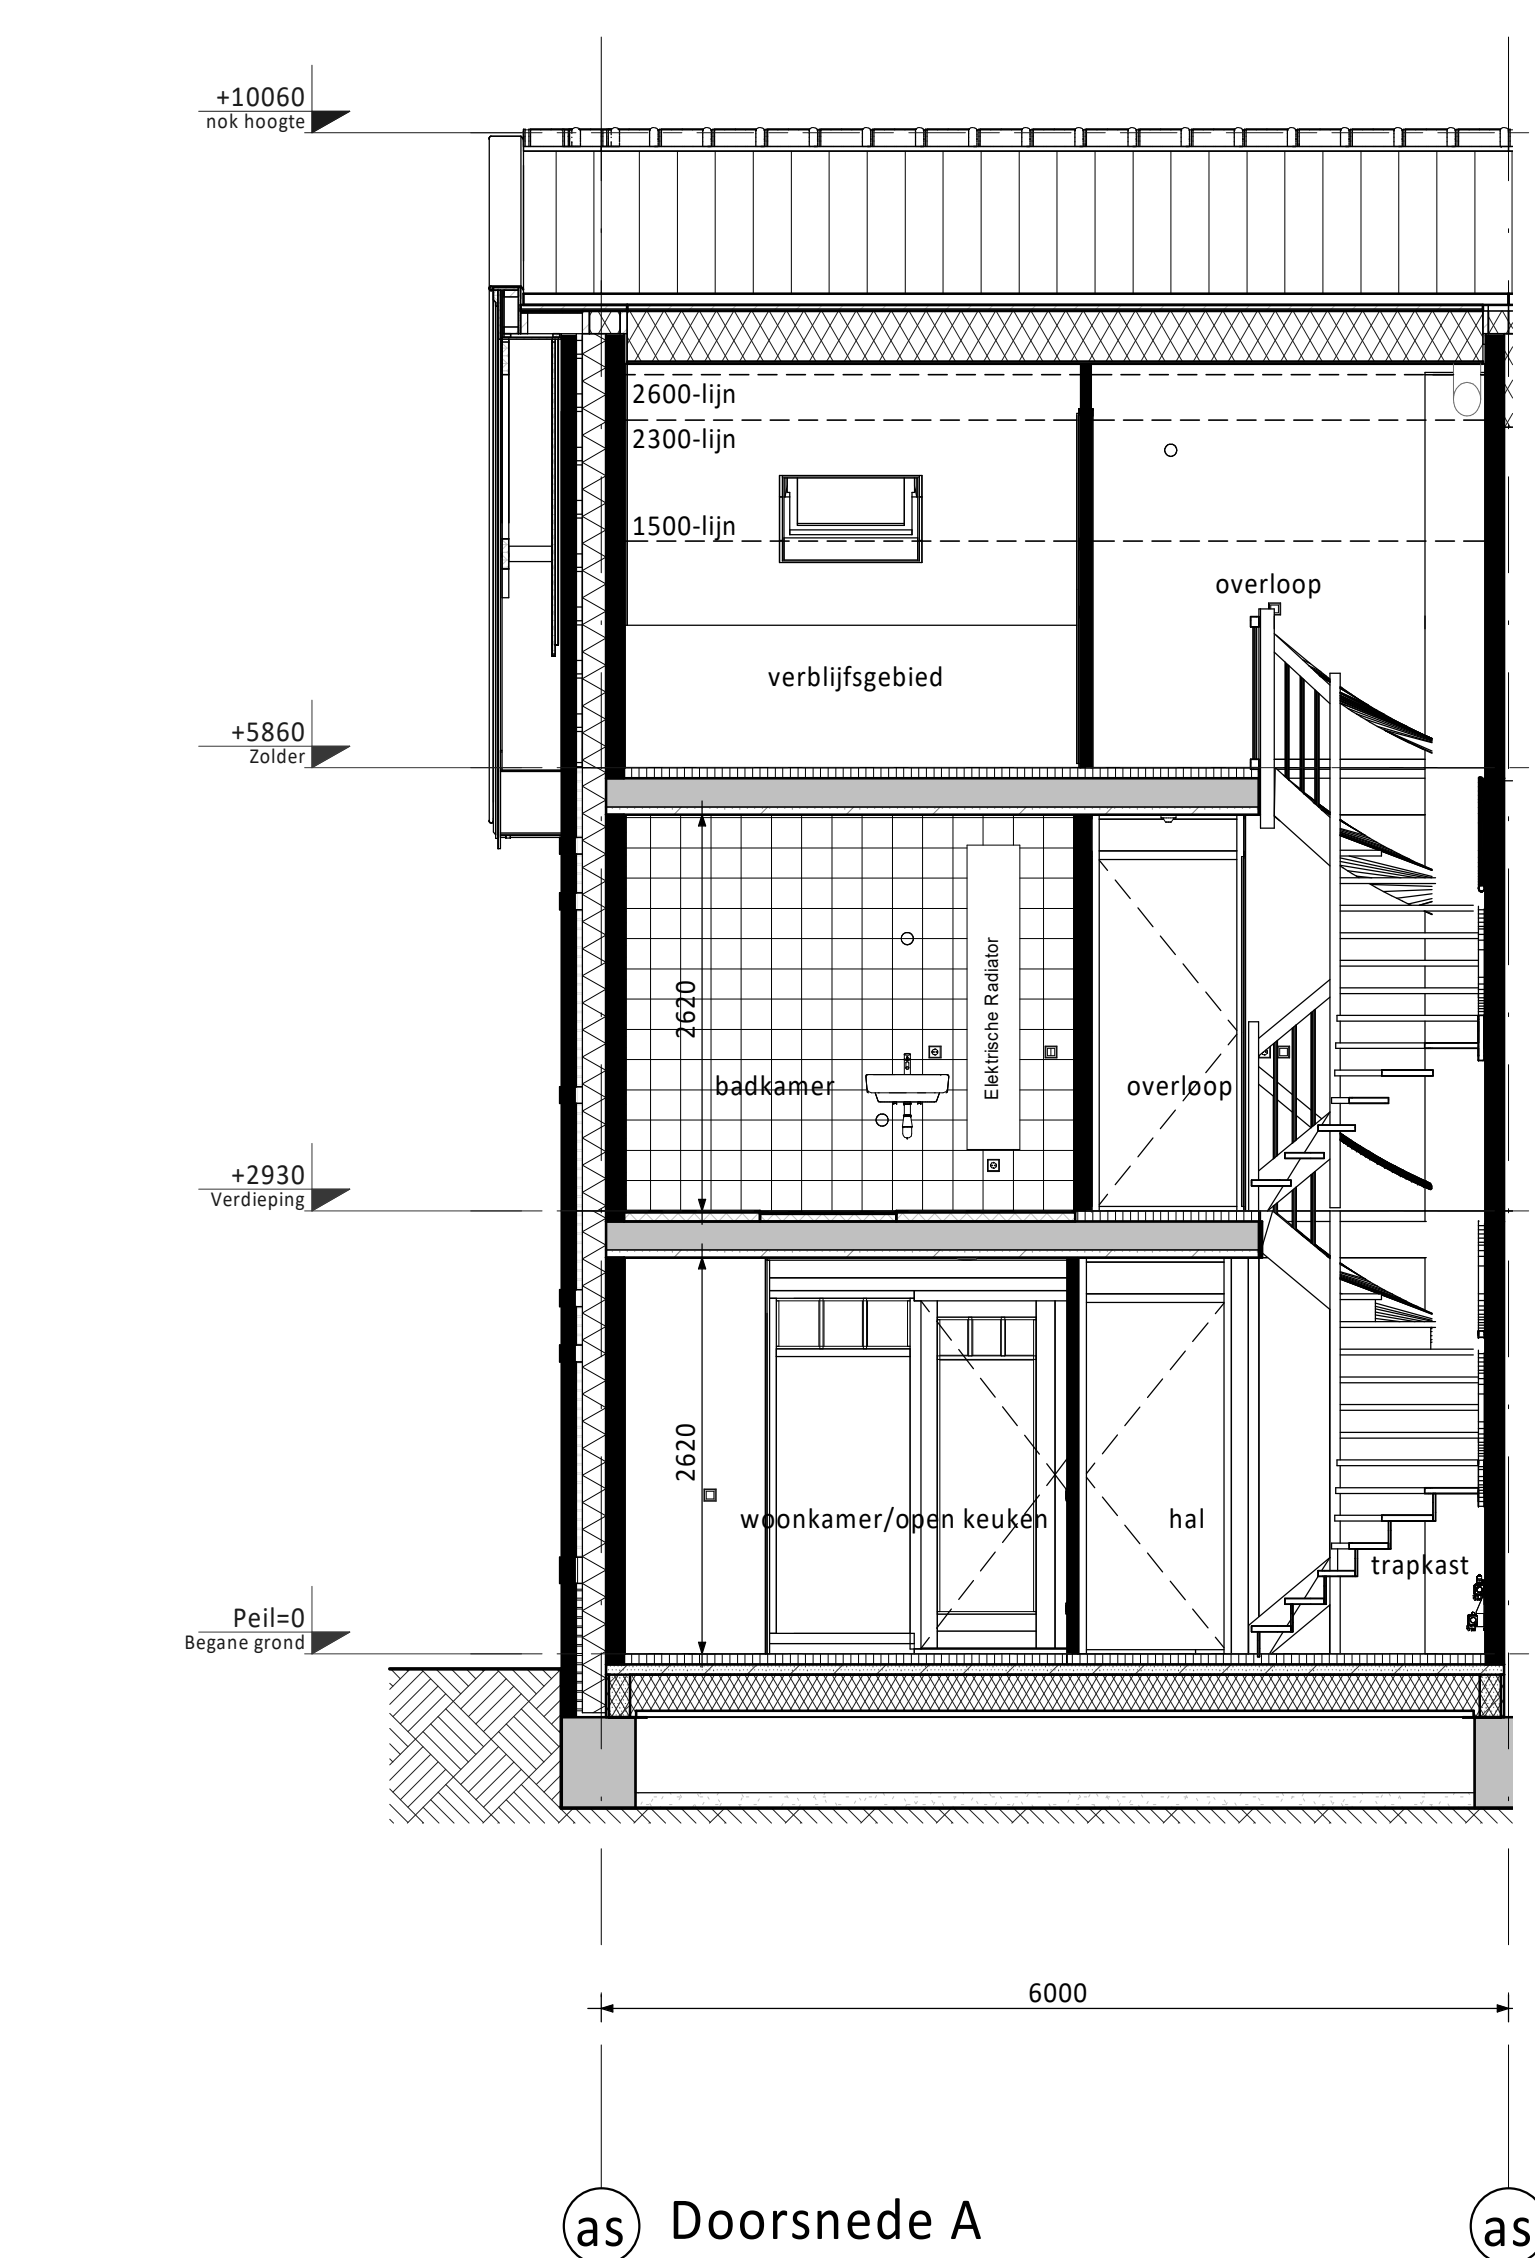 +10060
nok hoogte
2600-lijn
2300-lijn
1500-lijn
overloop
verblijfsgebied
+5860
Zolder
2620
Elektrische Radiator
badkamer
overloop
+2930
Verdieping
2620
woonkamer/open keuken
hal
trapkast
Peil=0
Begane grond
6000
as
Doorsnede A
as